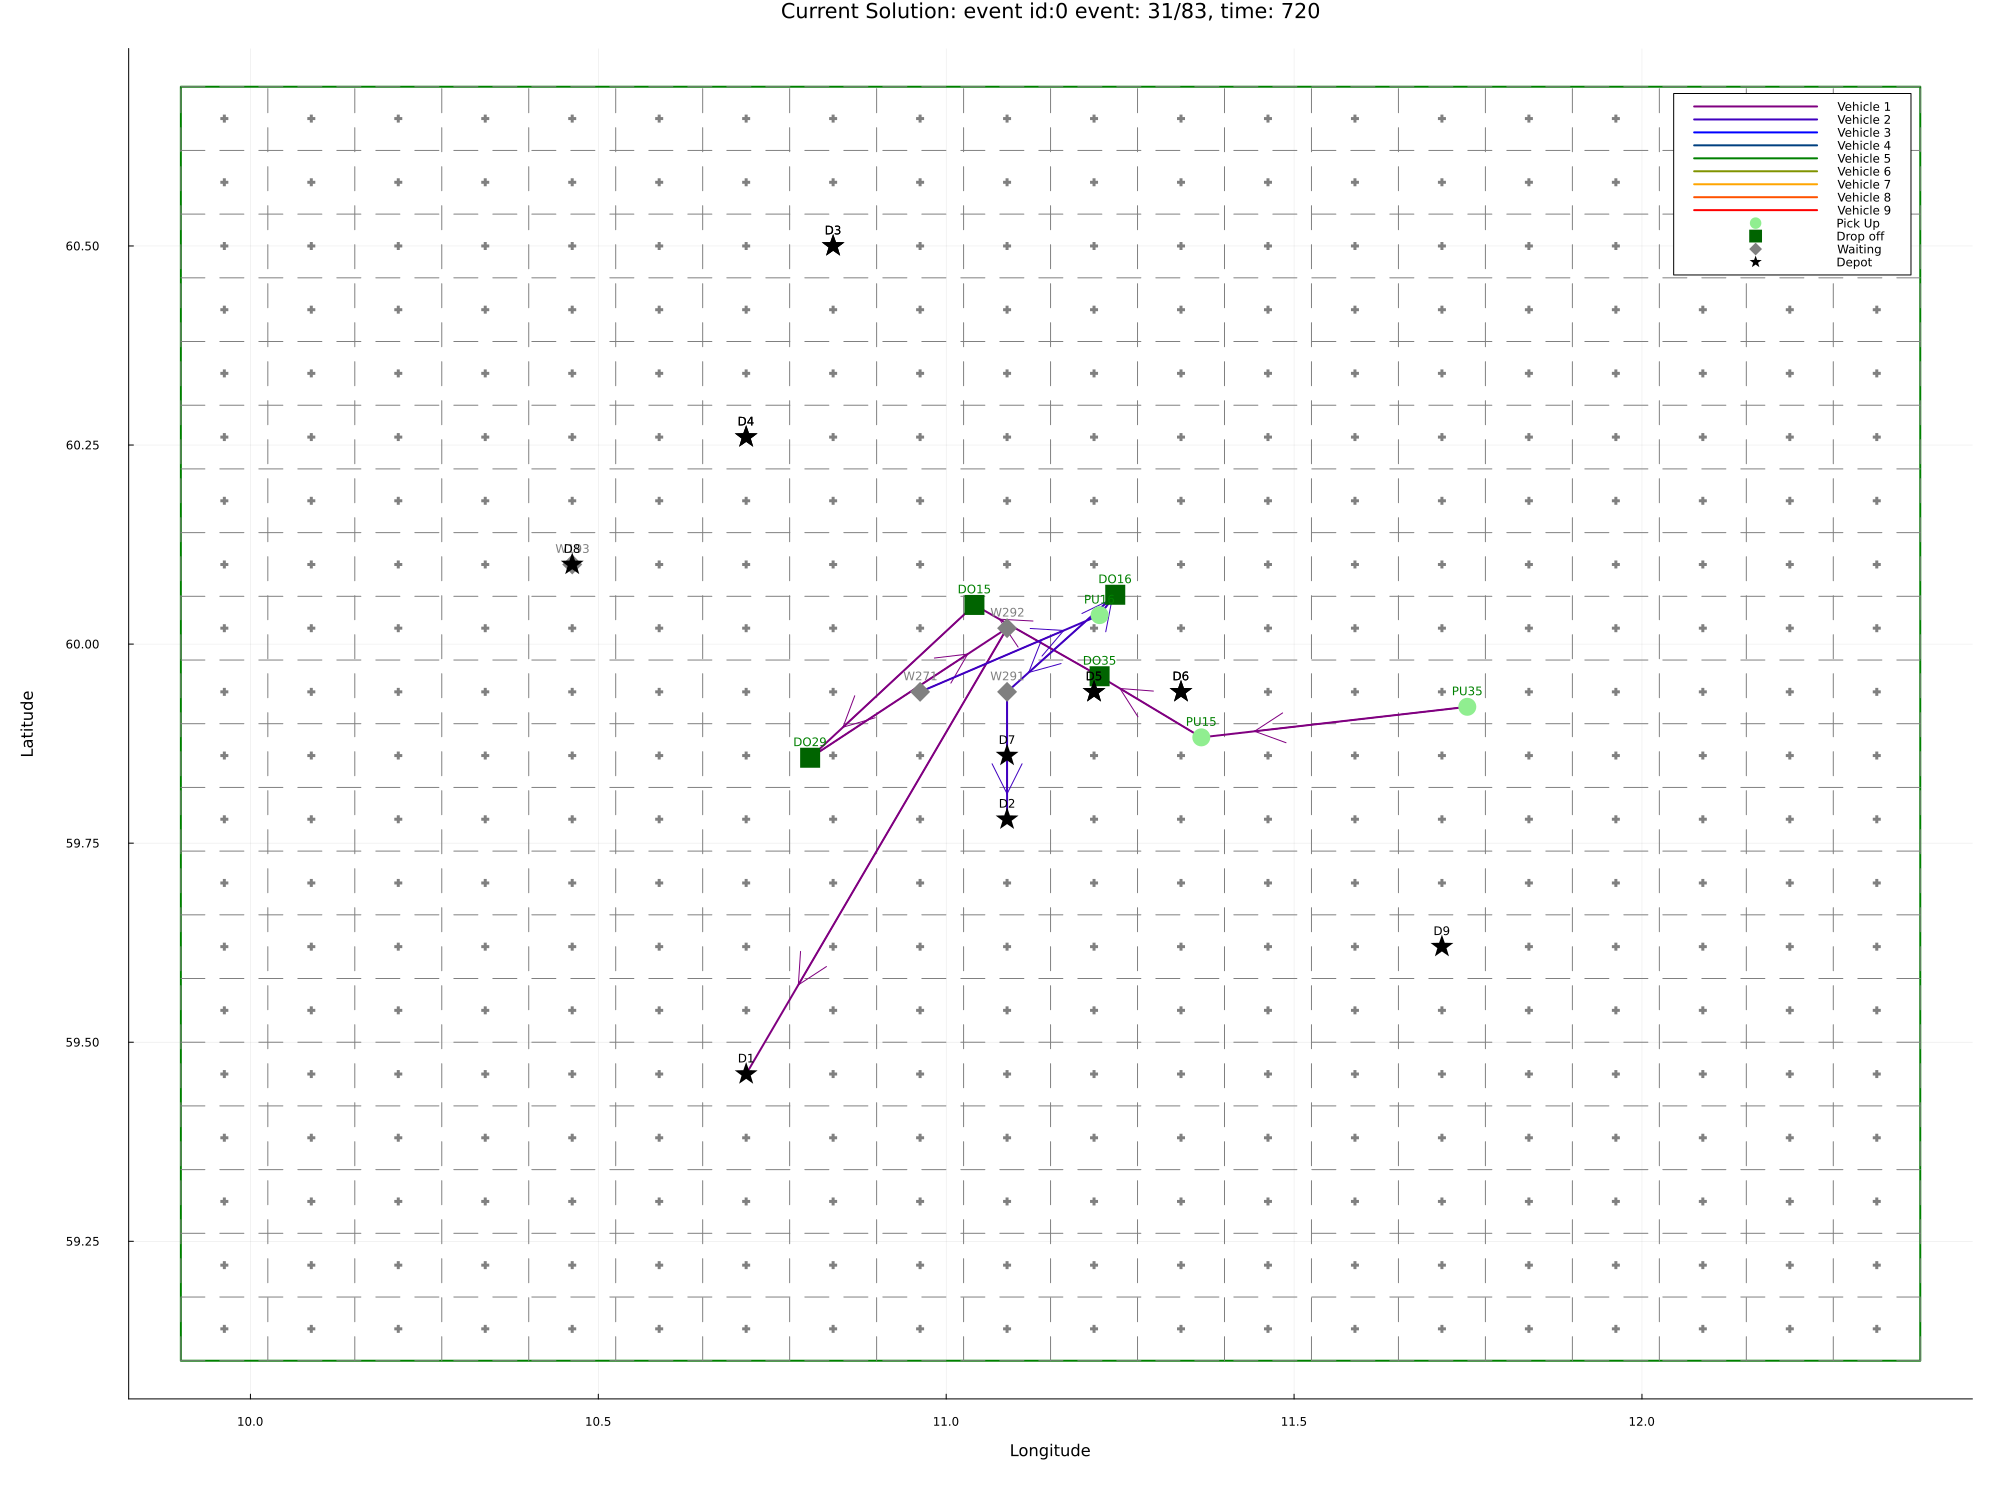 Current Solution: event id:0 event: 31/83, time: 720
Vehicle 1
Vehicle 2
Vehicle 3
Vehicle 4
Vehicle 5
Vehicle 6
Vehicle 7
Vehicle 8
Vehicle 9
Pick Up
Drop off
Waiting
Depot
D3
60.50
D4
60.25
D8
DO16
DO15
W292
60.00
DO35
W271
W291
D5
D6
PU35
PU15
DO29
D7
D2
59.75
D9
D1
59.50
59.25
10.0
10.5
11.0
11.5
12.0
Longitude
Latitude